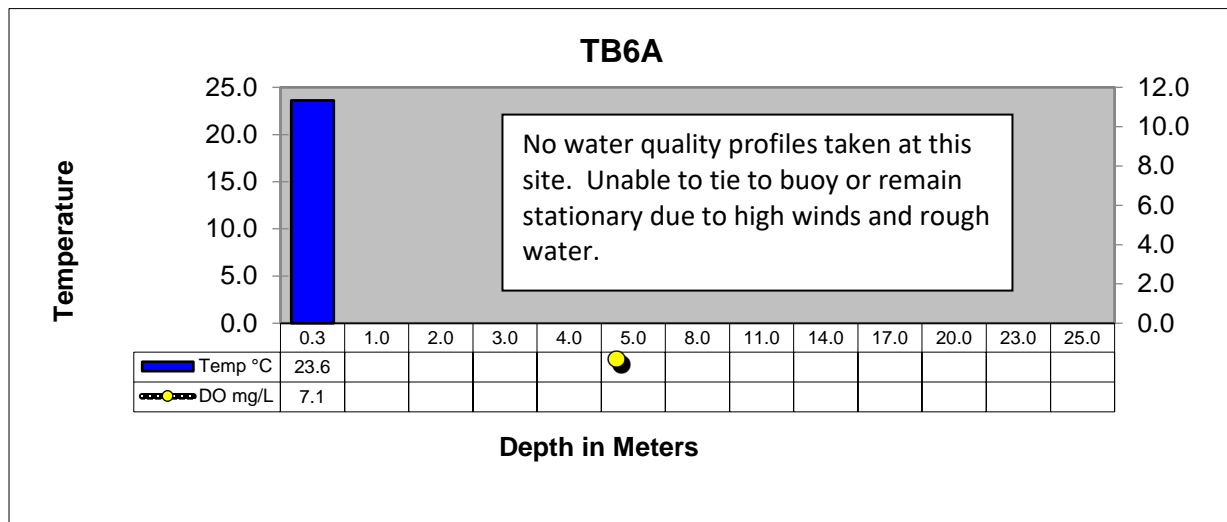 TB6A
25.0
20.0
15.0
10.0
5.0
0.0
Temperature
12.0
10.0
8.0
6.0
4.0
2.0
0.0
No water quality profiles taken at this
site. Unable to tie to buoy or remain
stationary due to high winds and rough
water.
0.3 1.0 2.0 3.0 4.0 5.0 8.0 11.0 14.0 17.0 20.0 23.0 25.0
Temp °C 23.6
DO mg/L 7.1
Depth in Meters